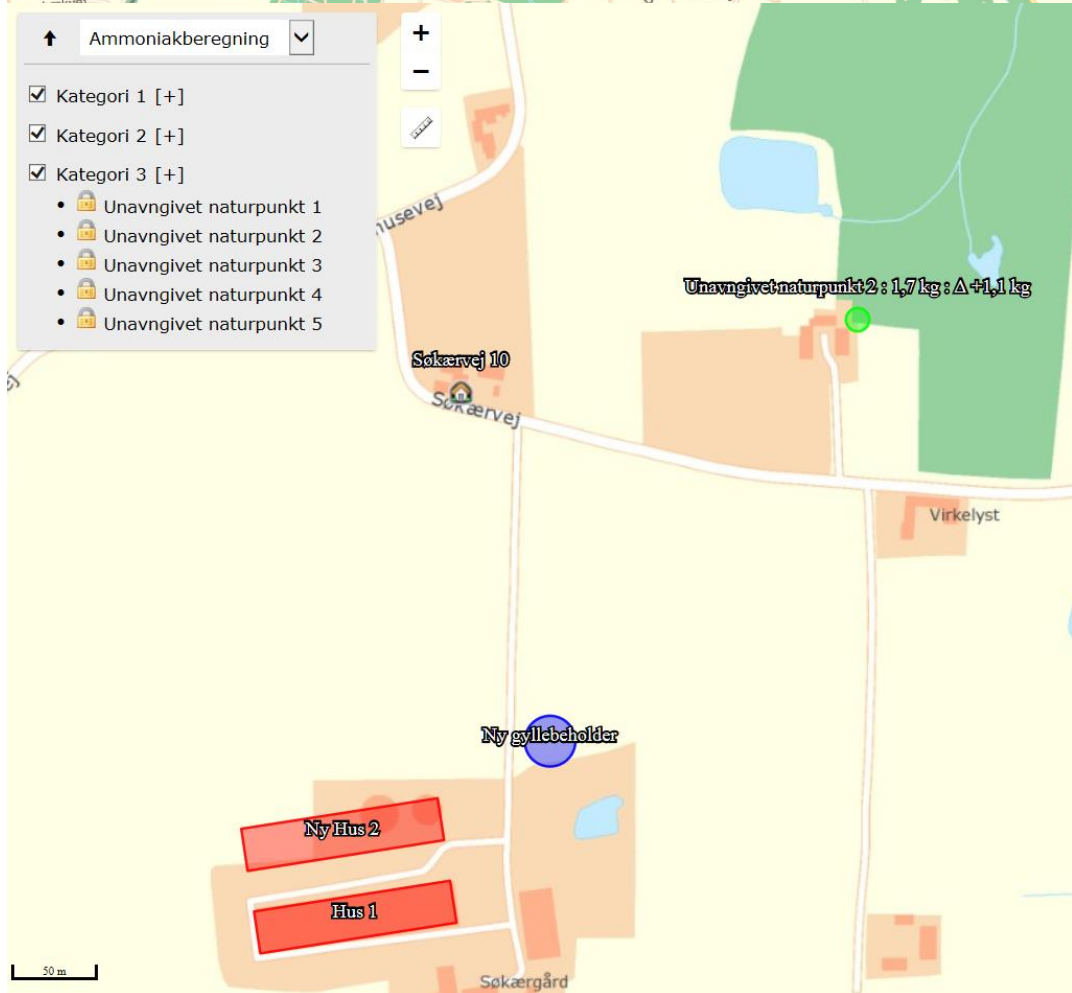 Ammoniakberegning
+
−
Kategori 1 [+]
Kategori 2 [+]
Kategori 3 [+]
• Unavngivet naturpunkt 1
• Unavngivet naturpunkt 2
• Unavngivet naturpunkt 3
• Unavngivet naturpunkt 4
• Unavngivet naturpunkt 5
husevej
Unavngivet naturpunkt 2 : 1,7 kg : Δ +1,1 kg
Søkærvej 10
Søkærvej
Virkelyst
Ny gyllebeholder
Ny Hus 2
Hus 1
50 m
Søkærgård